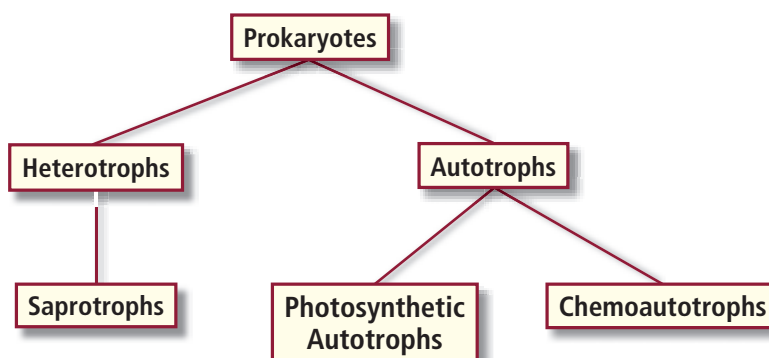 Prokaryotes
Heterotrophs
Autotrophs
Saprotrophs
Photosynthetic
Autotrophs
Chemoautotrophs